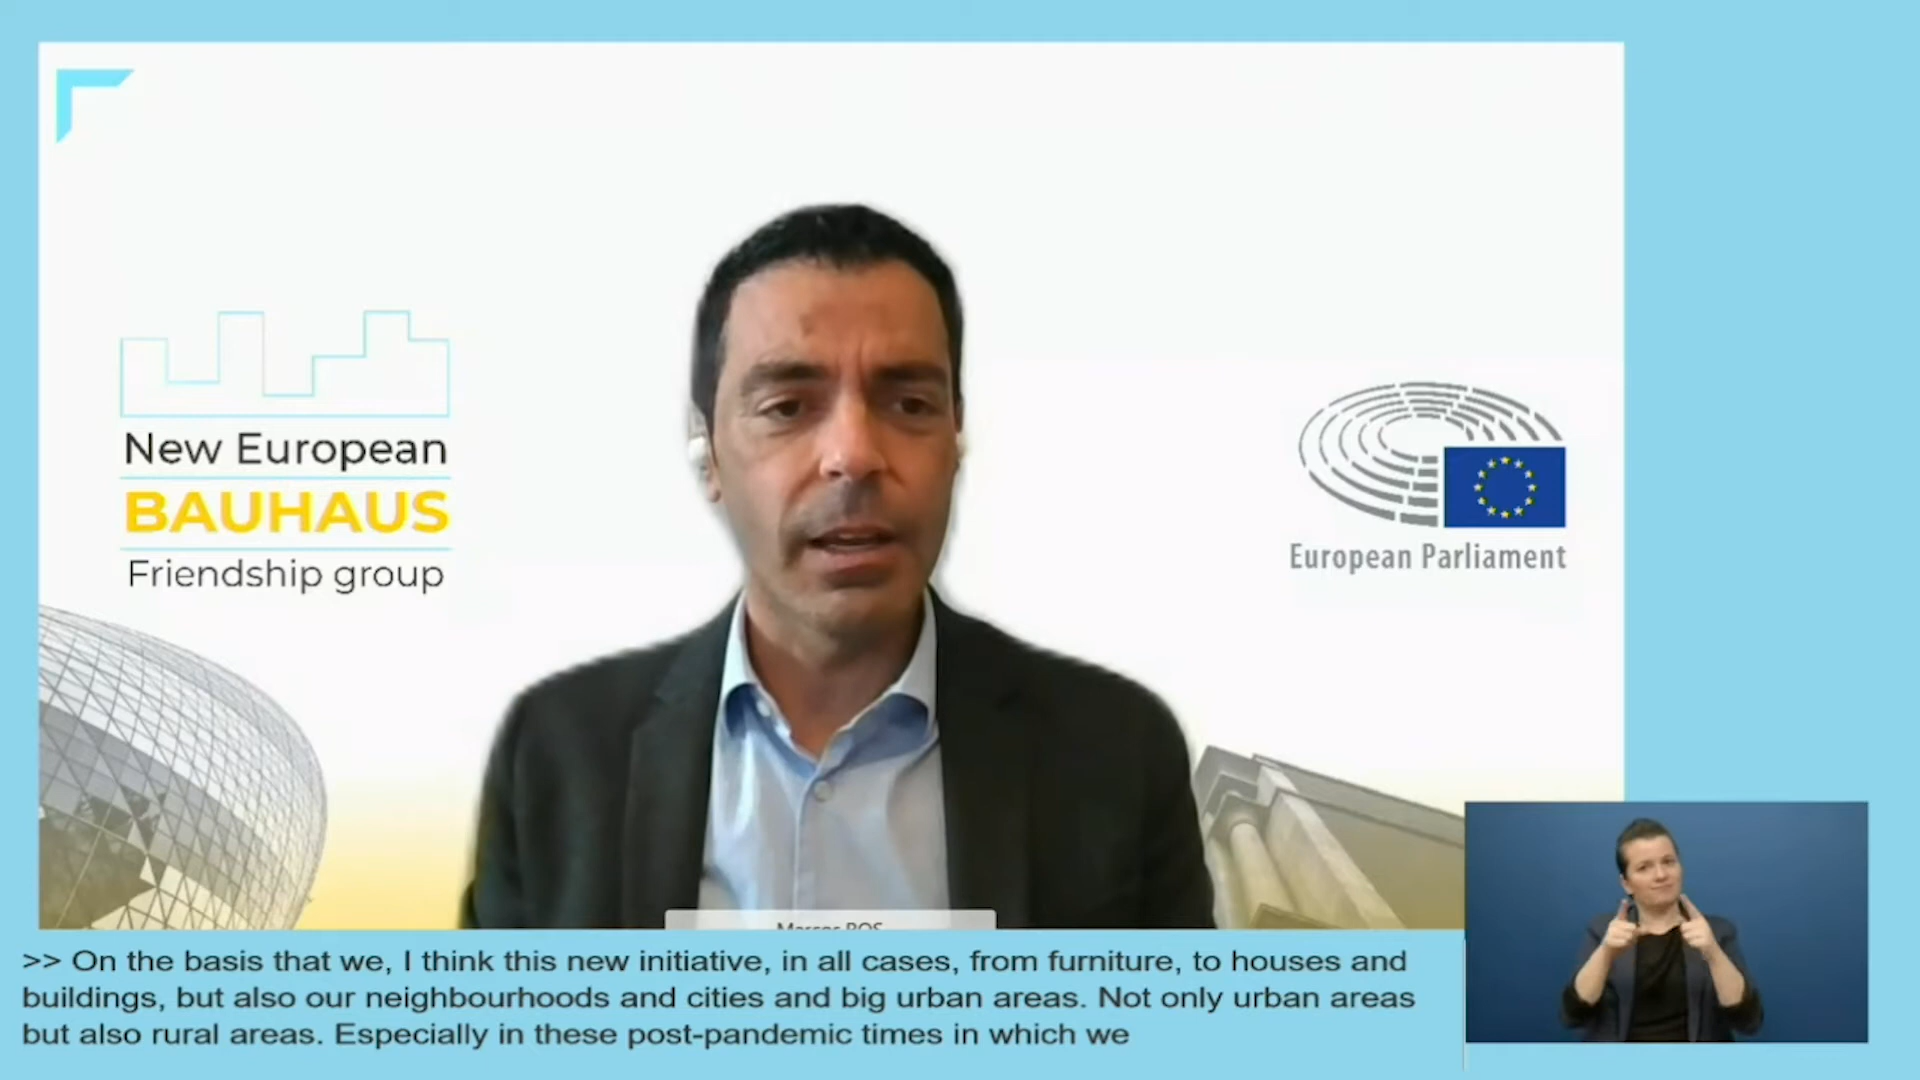 New European
BAUHAUS
Friendship group
European Parliament
Marcos ROS
>> On the basis that we, I think this new initiative, in all cases, from furniture, to houses and
buildings, but also our neighbourhoods and cities and big urban areas. Not only urban areas
but also rural areas. Especially in these post-pandemic times in which we